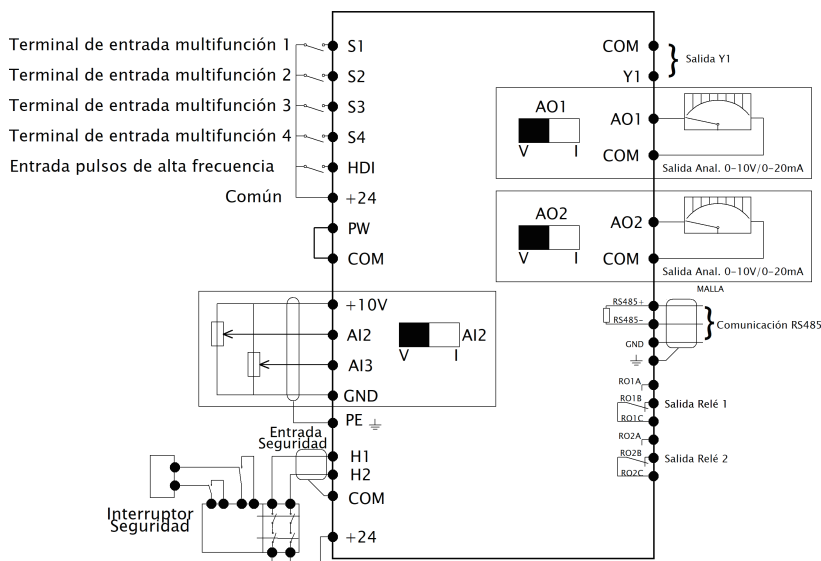 Terminal de entrada multifunción 1
S1
Terminal de entrada multifunción 2
S2
Terminal de entrada multifunción 3
S3
Terminal de entrada multifunción 4
S4
Entrada pulsos de alta frecuencia
HDI
Común
+24
PW
COM
+10V
AI2
AI3
GND
AI2
V
I
PE
Entrada
Seguridad
H1
H2
COM
Interruptor
Seguridad
+24
COM
Y1
Salida Y1
AO1
V
I
AO1
COM
Salida Anal. 0-10V/0-20mA
AO2
V
I
AO2
COM
Salida Anal. 0-10V/0-20mA
MALLA
RS485+
RS485-
GND
Comunicación RS485
RO1A
RO1B
RO1C
Salida Relé 1
RO2A
RO2B
RO2C
Salida Relé 2